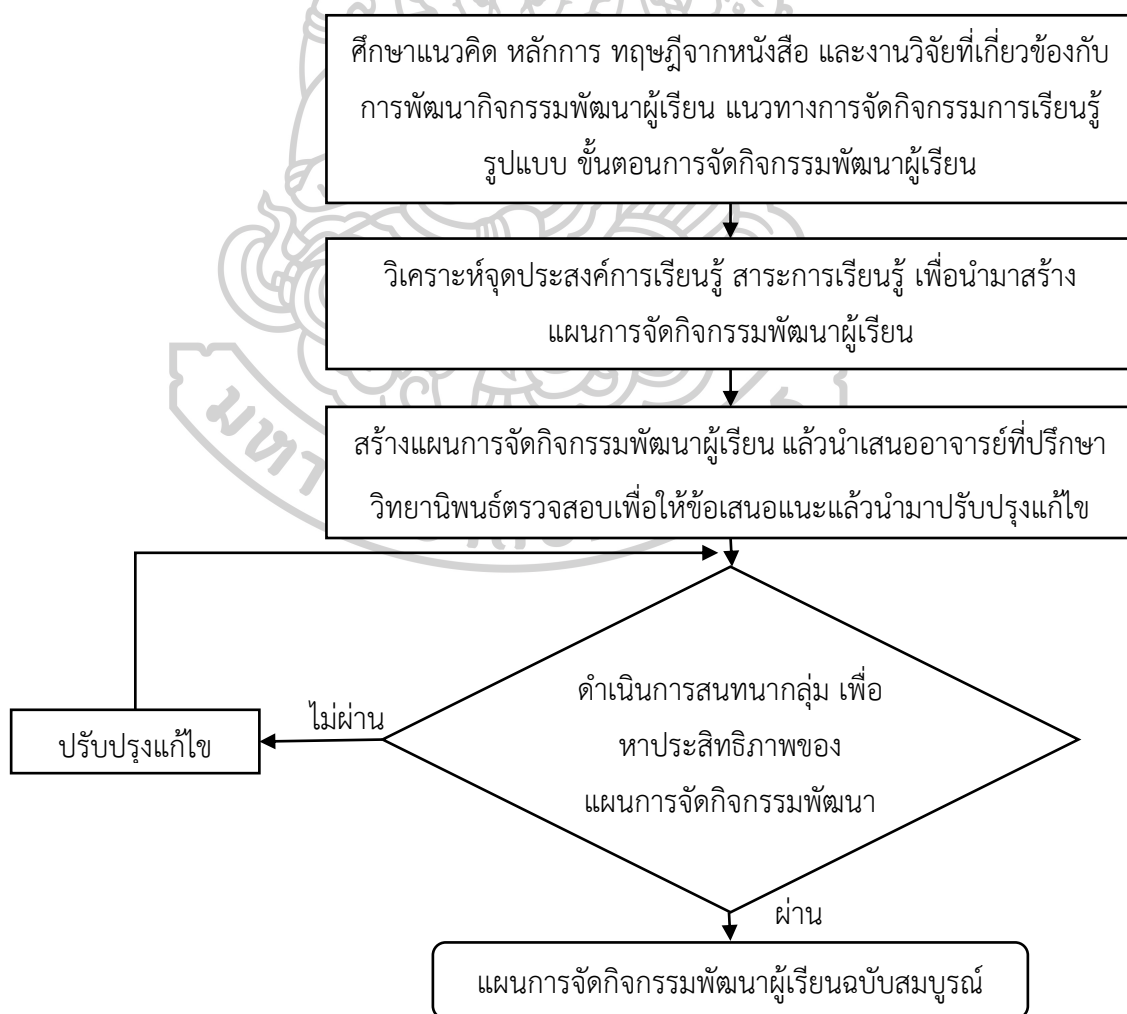 ศึกษาแนวคิด หลักการ ทฤษฎีจากหนังสือ และงานวิจัยที่เกี่ยวข้องกับ
การพัฒนากิจกรรมพัฒนาผู้เรียน แนวทางการจัดกิจกรรมการเรียนรู้
รูปแบบ ขั้นตอนการจัดกิจกรรมพัฒนาผู้เรียน
วิเคราะห์จุดประสงค์การเรียนรู้ สาระการเรียนรู้ เพื่อนำมาสร้าง
แผนการจัดกิจกรรมพัฒนาผู้เรียน
สร้างแผนการจัดกิจกรรมพัฒนาผู้เรียน แล้วนำเสนออาจารย์ที่ปรึกษา
วิทยานิพนธ์ตรวจสอบเพื่อให้ข้อเสนอแนะแล้วนำมาปรับปรุงแก้ไข
ดำเนินการสนทนากลุ่ม เพื่อ
หาประสิทธิภาพของ
แผนการจัดกิจกรรมพัฒนา
ไม่ผ่าน
ปรับปรุงแก้ไข
ผ่าน
แผนการจัดกิจกรรมพัฒนาผู้เรียนฉบับสมบูรณ์